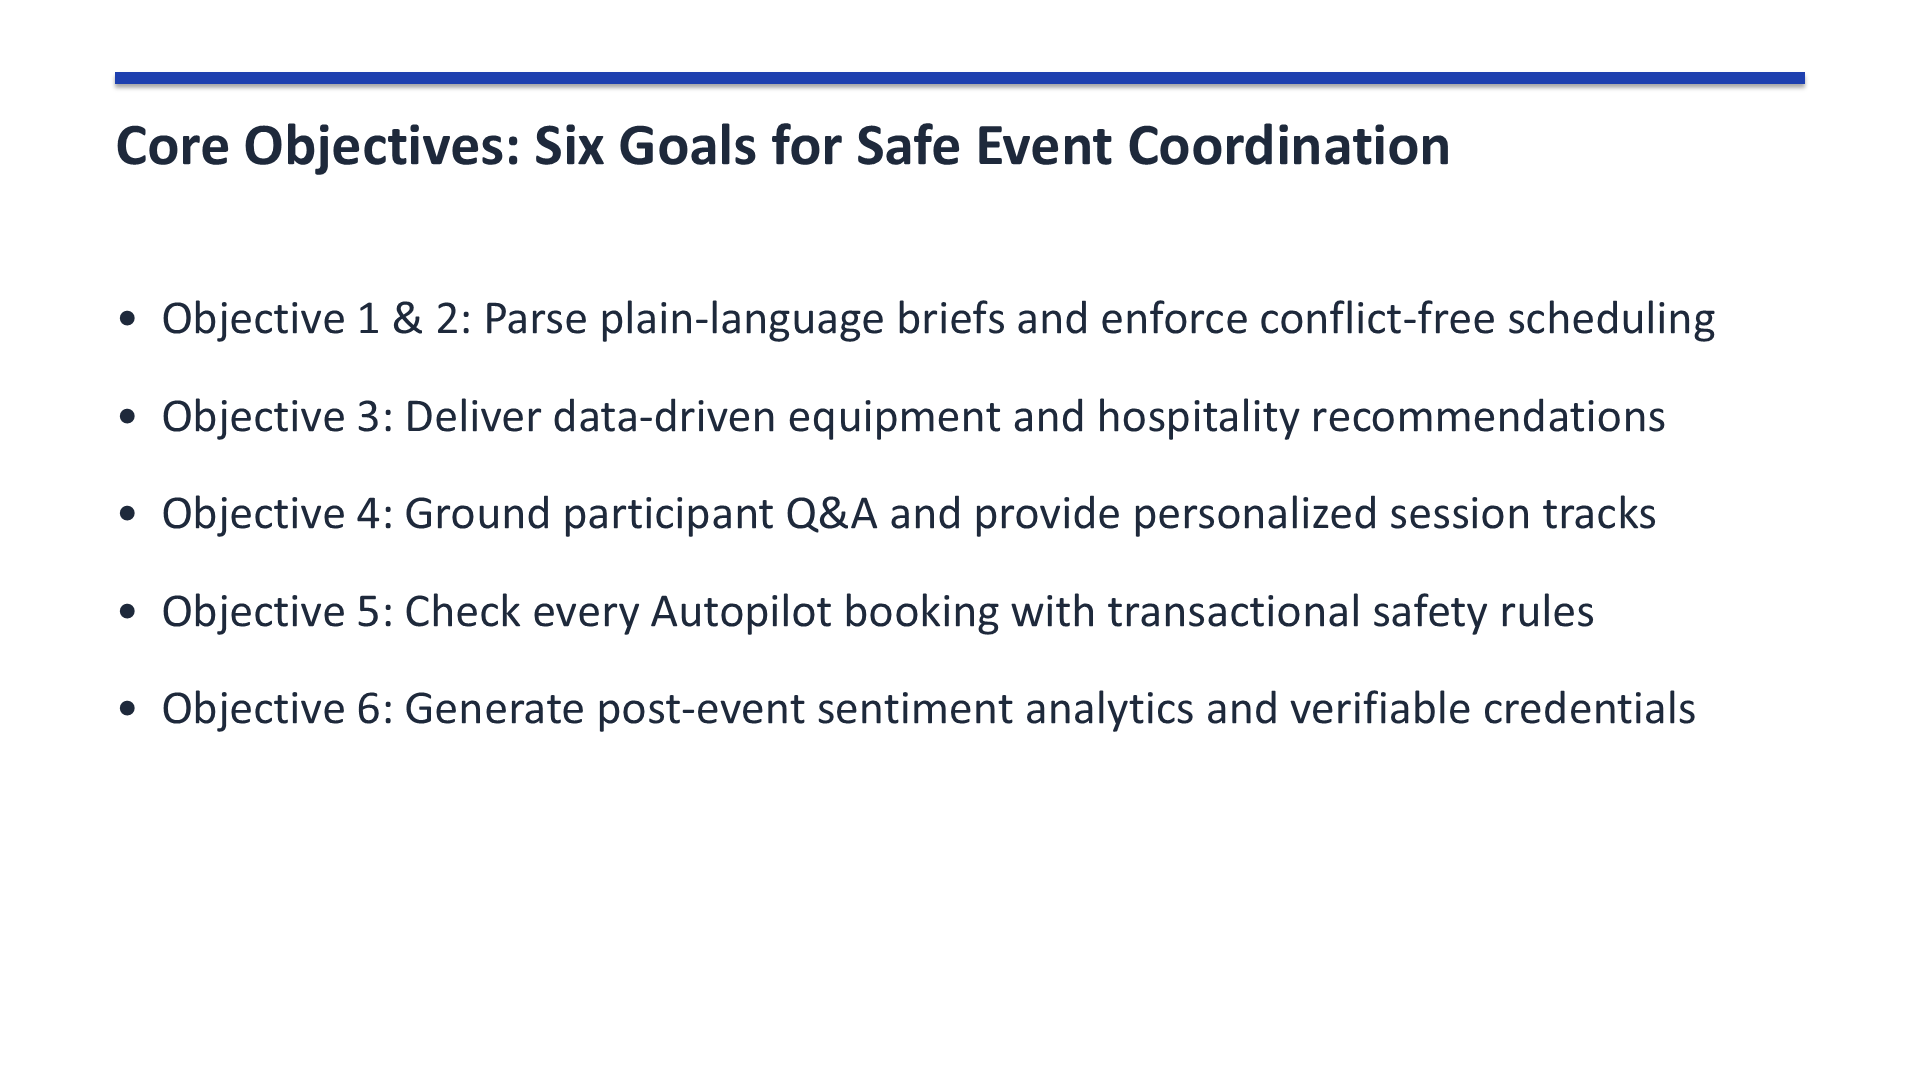 Core Objectives: Six Goals for Safe Event Coordination
• Objective 1 & 2: Parse plain-language briefs and enforce conflict-free scheduling
• Objective 3: Deliver data-driven equipment and hospitality recommendations
• Objective 4: Ground participant Q&A and provide personalized session tracks
• Objective 5: Check every Autopilot booking with transactional safety rules
• Objective 6: Generate post-event sentiment analytics and verifiable credentials